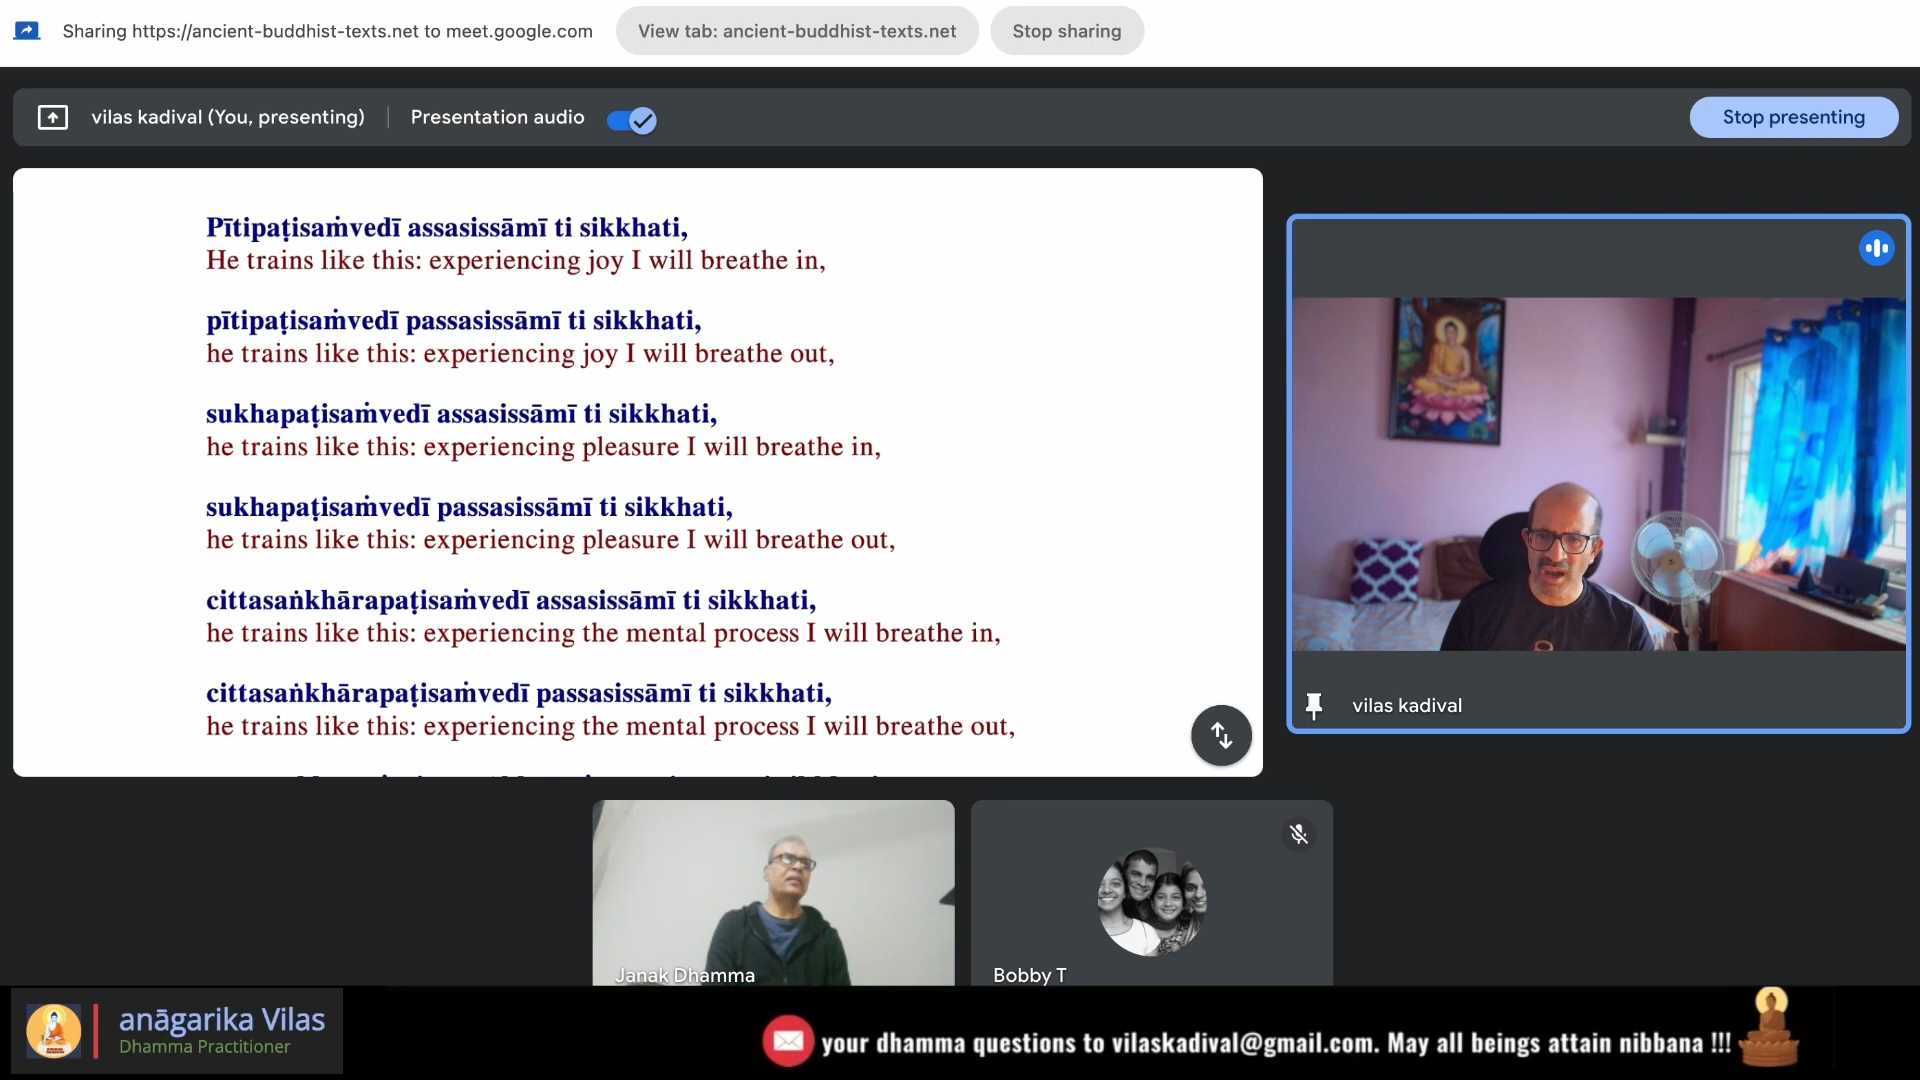 Sharing https://ancient-buddhist-texts.net to meet.google.com
View tab: ancient-buddhist-texts.net
Stop sharing
vilas kadival (You, presenting)
Presentation audio
Stop presenting
Pītipaṭisaṁvedī assasissāmī ti sikkhati,
He trains like this: experiencing joy I will breathe in,
pītipaṭisaṁvedī passasissāmī ti sikkhati,
he trains like this: experiencing joy I will breathe out,
sukhapaṭisaṁvedī assasissāmī ti sikkhati,
he trains like this: experiencing pleasure I will breathe in,
sukhapaṭisaṁvedī passasissāmī ti sikkhati,
he trains like this: experiencing pleasure I will breathe out,
cittasaṅkhārapaṭisaṁvedī assasissāmī ti sikkhati,
he trains like this: experiencing the mental process I will breathe in,
cittasaṅkhārapaṭisaṁvedī passasissāmī ti sikkhati,
he trains like this: experiencing the mental process I will breathe out,
vilas kadival
Janak Dhamma
Bobby T
anāgarika Vilas
Dhamma Practitioner
your dhamma questions to vilaskadival@gmail.com. May all beings attain nibbana !!!